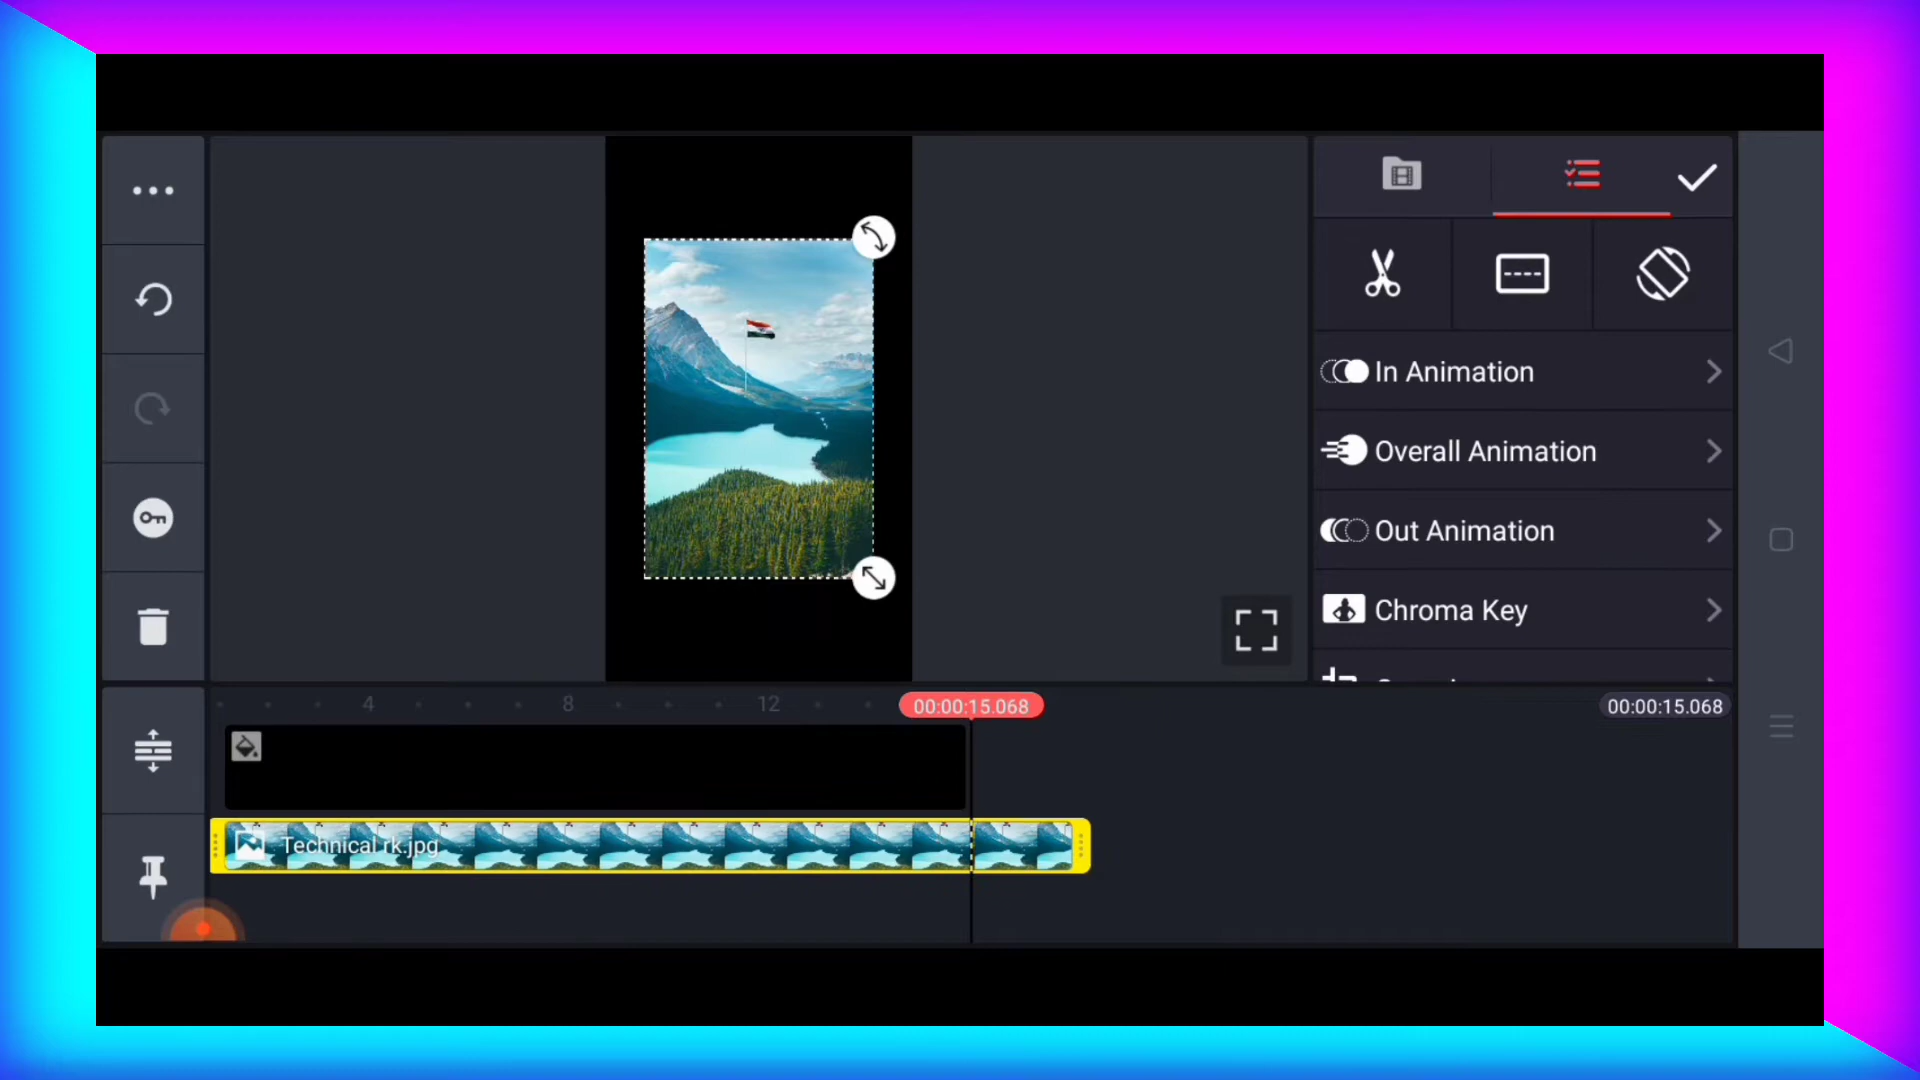 In Animation
Overall Animation
Out Animation
Chroma Key
4
8
12
00:00:15.068
00:00:15.068
Technical rk.jpg